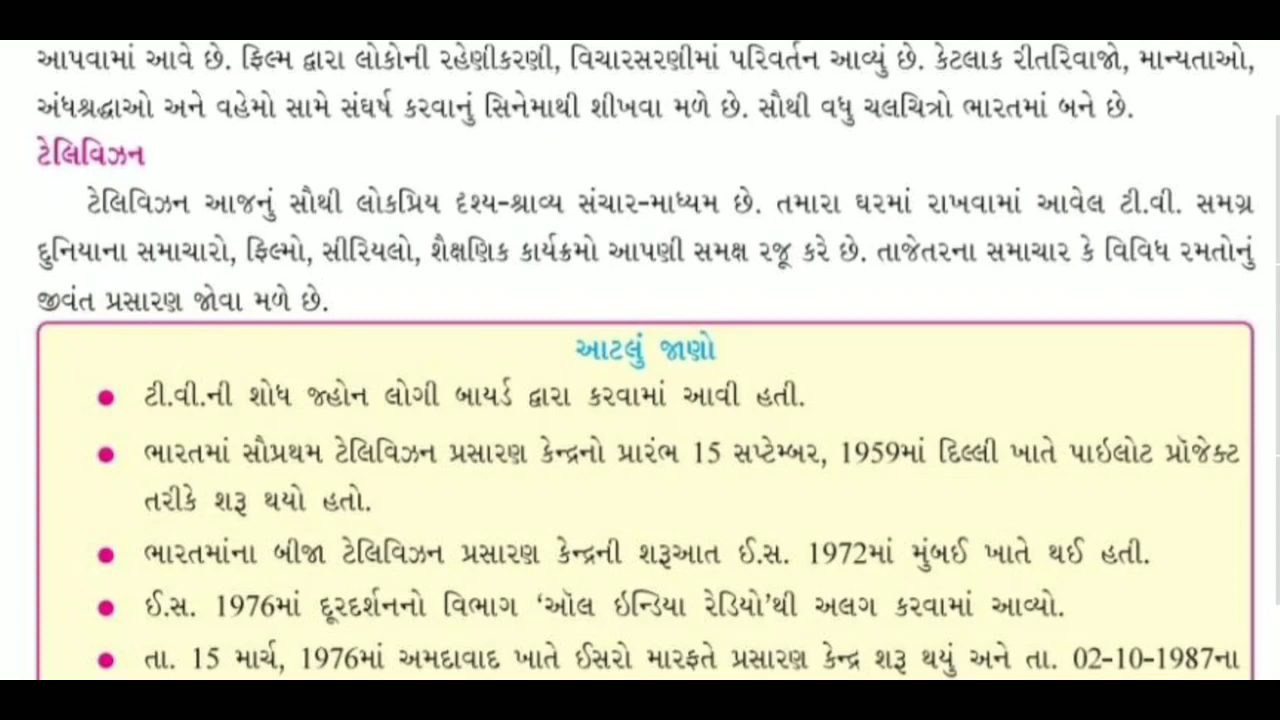 આપવામાં આવે છે. ફિલ્મ દ્વારા લોકોની રહેણીકરણી, વિચારસરણીમાં પરિવર્તન આવ્યું છે. કેટલાક રીતરિવાજો, માન્યતાઓ,
અંધશ્રદ્ધાઓ અને વહેમો સામે સંઘર્ષ કરવાનું સિનેમાથી શીખવા મળે છે. સૌથી વધુ ચલચિત્રો ભારતમાં બને છે.
ટેલિવિઝન
ટેલિવિઝન આજનું સૌથી લોકપ્રિય દૃશ્ય-શ્રાવ્ય સંચાર-માધ્યમ છે. તમારા ઘરમાં રાખવામાં આવેલ ટી.વી. સમગ્ર
દુનિયાના સમાચારો, ફિલ્મો, સીરિયલો, શૈક્ષણિક કાર્યક્રમો આપણી સમક્ષ રજૂ કરે છે. તાજેતરના સમાચાર કે વિવિધ રમતોનું
જીવંત પ્રસારણ જોવા મળે છે.
આટલું જાણો
● ટી.વી.ની શોધ જ્હોન લોગી બાયર્ડ દ્વારા કરવામાં આવી હતી.
● ભારતમાં સૌપ્રથમ ટેલિવિઝન પ્રસારણ કેન્દ્રનો પ્રારંભ 15 સપ્ટેમ્બર, 1959માં દિલ્લી ખાતે પાઇલોટ પ્રૉજેક્ટ
તરીકે શરૂ થયો હતો.
● ભારતમાંના બીજા ટેલિવિઝન પ્રસારણ કેન્દ્રની શરૂઆત ઈ.સ. 1972માં મુંબઈ ખાતે થઈ હતી.
● ઈ.સ. 1976માં દૂરદર્શનનો વિભાગ ‘ઑલ ઇન્ડિયા રેડિયો’થી અલગ કરવામાં આવ્યો.
● તા. 15 માર્ચ, 1976માં અમદાવાદ ખાતે ઈસરો મારફતે પ્રસારણ કેન્દ્ર શરૂ થયું અને તા. 02-10-1987ના